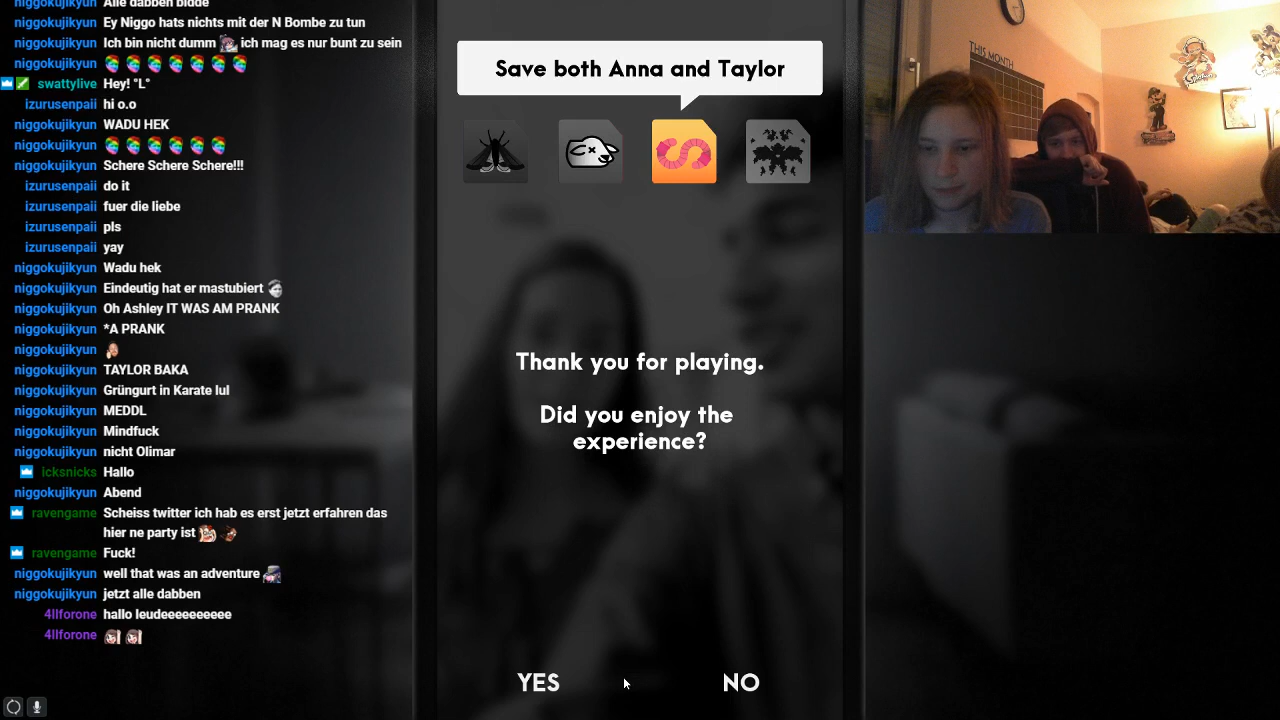 niggokujikyun Alle dabben bidde
niggokujikyun Ey Niggo hats nichts mit der N Bombe zu tun
niggokujikyun Ich bin nicht dumm ich mag es nur bunt zu sein
niggokujikyun
swattylive Hey! °L°
izurusenpaii hi o.o
izurusenpaii WADU HEK
niggokujikyun
niggokujikyun Schere Schere Schere!!!
izurusenpaii do it
izurusenpaii fuer die liebe
izurusenpaii pls
izurusenpaii yay
niggokujikyun Wadu hek
niggokujikyun Eindeutig hat er mastubiert
niggokujikyun Oh Ashley IT WAS AM PRANK
niggokujikyun *A PRANK
niggokujikyun
niggokujikyun TAYLOR BAKA
niggokujikyun Grüngurt in Karate lul
niggokujikyun MEDDL
niggokujikyun Mindfuck
niggokujikyun nicht Olimar
icksnicks Hallo
niggokujikyun Abend
ravengame Scheiss twitter ich hab es erst jetzt erfahren das
hier ne party ist
ravengame Fuck!
niggokujikyun well that was an adventure
niggokujikyun jetzt alle dabben
4llforone hallo leudeeeeeeeeee
4llforone
Save both Anna and Taylor
Thank you for playing.
Did you enjoy the
experience?
YES NO
THIS MONTH